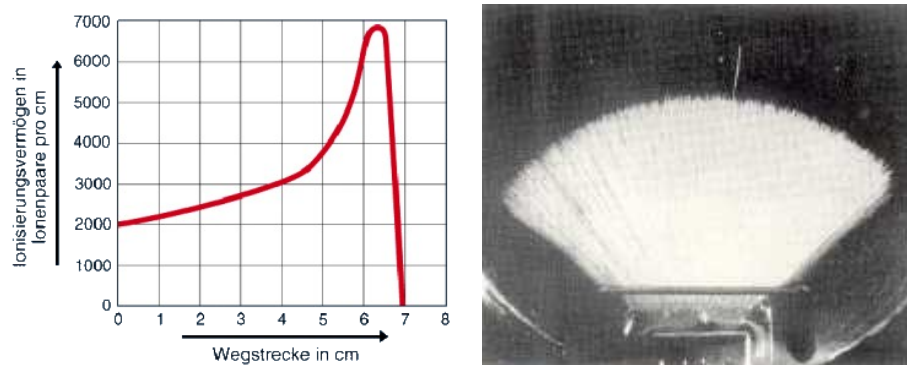 Ionisierungsvermögen in
Ionenpaare pro cm
7000
6000
5000
4000
3000
2000
1000
0
0 1 2 3 4 5 6 7 8
Wegstrecke in cm